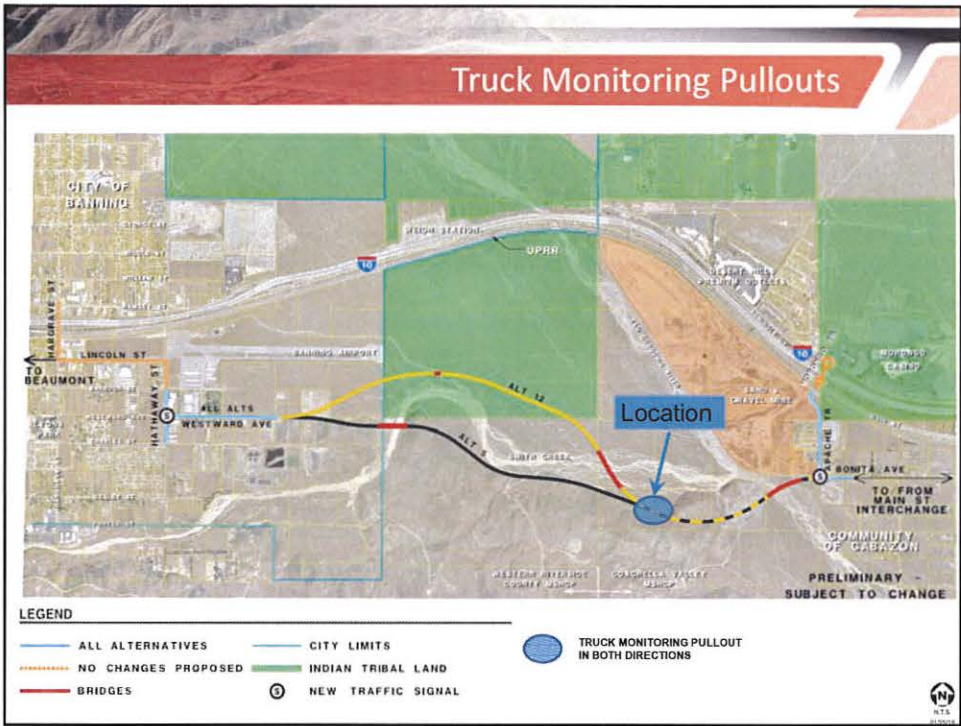 Truck Monitoring Pullouts
CITY OF
BANNING
WEIGH STATION
UPRR
10
DESERT HILLS
PREMIUM OUTLETS
HARGRAVE ST
LINCOLN ST
TO
BEAUMONT
HATHAWAY ST
BANNING AIRPORT
ALL ALTS
WESTWARD AVE
S
ALT 12
ALT 5
SMITH CREEK
SAND &
GRAVEL MINE
10
MORONGO
CASINO
Location
APACHE TR
S
BONITA AVE
TO/FROM
MAIN ST
INTERCHANGE
COMMUNITY
OF CABAZON
WESTERN RIVERSIDE
COUNTY MSHCP
COACHELLA VALLEY
MSHCP
PRELIMINARY -
SUBJECT TO CHANGE
LEGEND
ALL ALTERNATIVES
CITY LIMITS
TRUCK MONITORING PULLOUT
IN BOTH DIRECTIONS
NO CHANGES PROPOSED
INDIAN TRIBAL LAND
BRIDGES
S NEW TRAFFIC SIGNAL
N
N.T.S.